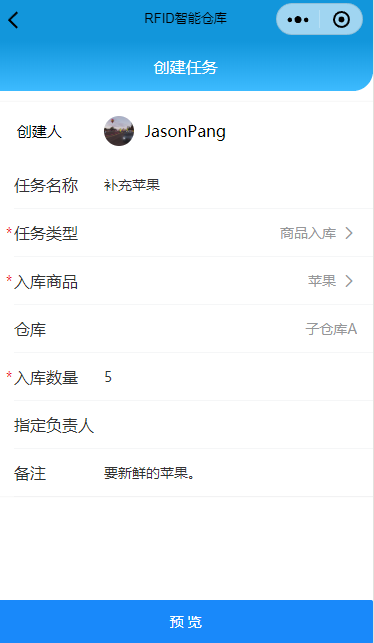 RFID智能仓库
创建任务
创建人 JasonPang
任务名称 补充苹果
*任务类型 商品入库
*入库商品 苹果
仓库 子仓库A
*入库数量 5
指定负责人
备注 要新鲜的苹果。
预览